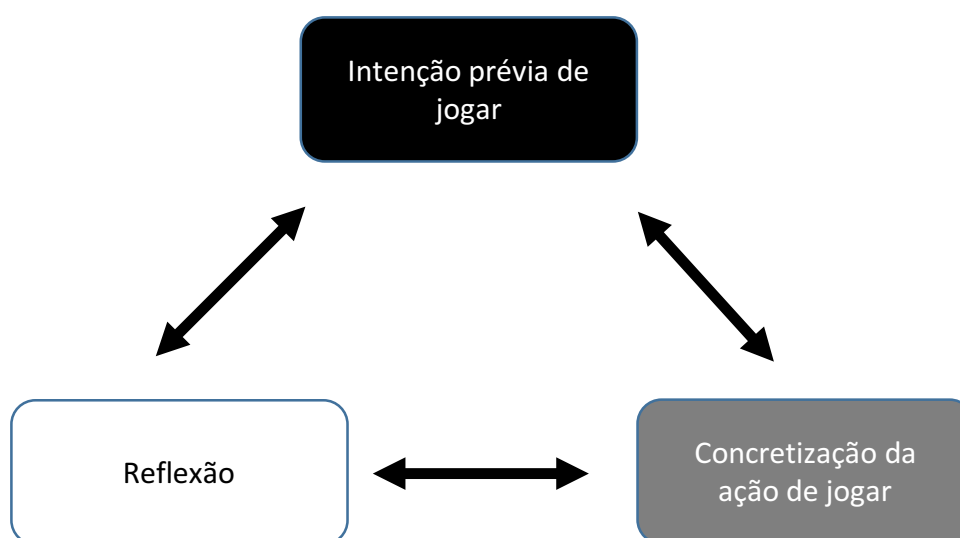 Intenção prévia de
jogar
Reflexão
Concretização da
ação de jogar